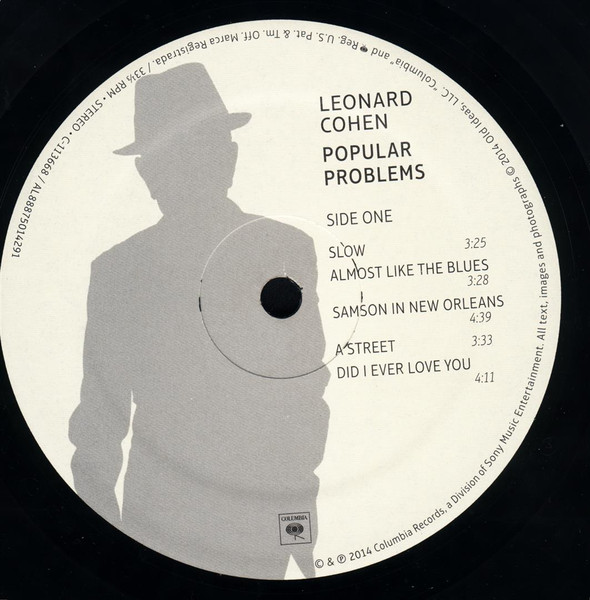 LEONARD
COHEN
POPULAR
PROBLEMS
SIDE ONE
SLOW 3:25
ALMOST LIKE THE BLUES
3:28
SAMSON IN NEW ORLEANS
4:39
A STREET 3:33
DID I EVER LOVE YOU
4:11
COLUMBIA
© & ℗ 2014 Columbia Records, a Division of Sony Music Entertainment. All text, images and photographs © 2014 Old Ideas, LLC. "Columbia" and "" Reg. U.S. Pat. & Tm. Off. Marca Registrada. / 33⅓ RPM • STEREO • C-113668 / AL88875014291